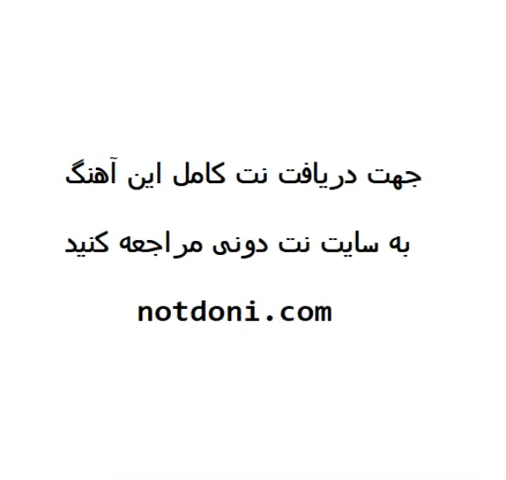 جهت دریافت نت کامل این آهنگ
به سایت نت دونی مراجعه کنید
notdoni.com